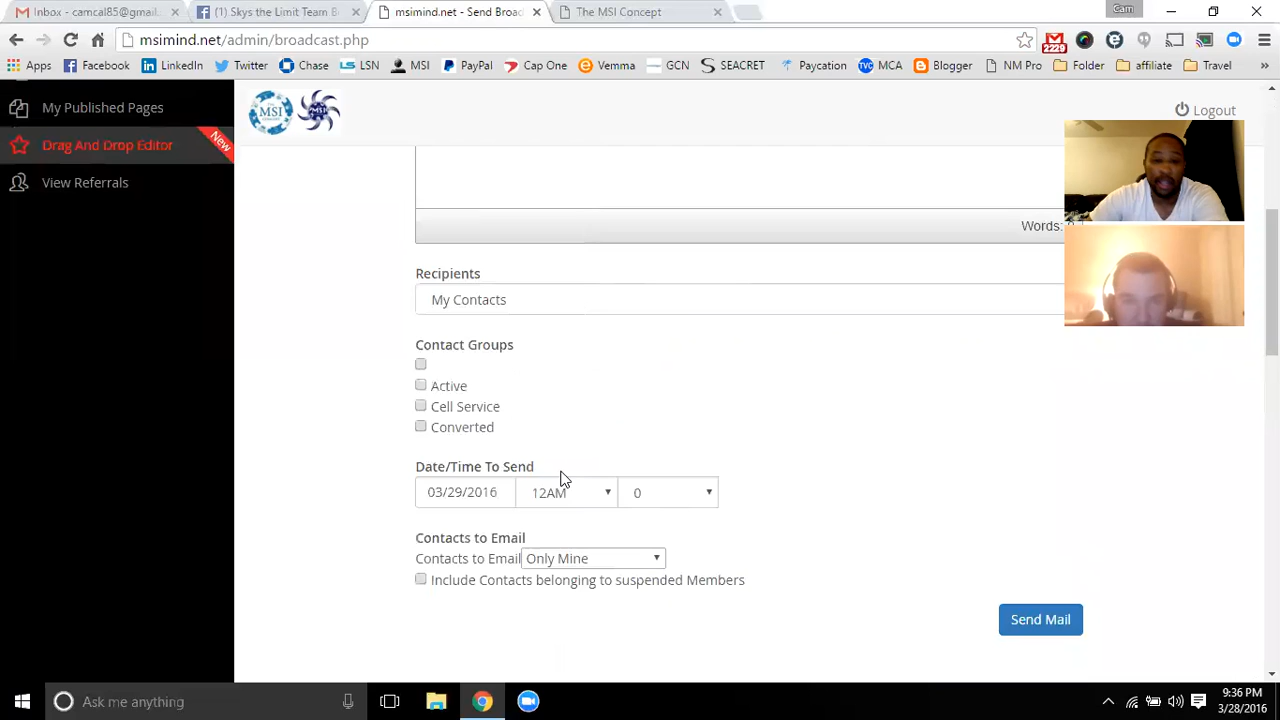 Inbox - camcal85@gmail.
(1) Skys the Limit Team B
msimind.net - Send Broad
The MSI Concept
Cam
msimind.net/admin/broadcast.php
2229
Apps Facebook LinkedIn Twitter Chase LSN MSI PayPal Cap One Vemma GCN SEACRET Paycation MCA Blogger NM Pro Folder affiliate Travel
My Published Pages
Drag And Drop Editor
New
View Referrals
MSI
Logout
Words:
Recipients
My Contacts
Contact Groups
Active
Cell Service
Converted
Date/Time To Send
03/29/2016 12AM 0
Contacts to Email
Contacts to Email Only Mine
Include Contacts belonging to suspended Members
Send Mail
Ask me anything
9:36 PM
3/28/2016